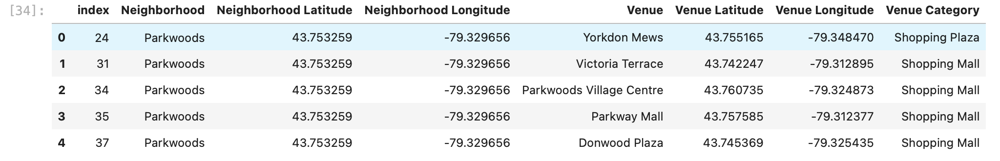 [34]: index Neighborhood Neighborhood Latitude Neighborhood Longitude Venue Venue Latitude Venue Longitude Venue Category
0 24 Parkwoods 43.753259 -79.329656 Yorkdon Mews 43.755165 -79.348470 Shopping Plaza
1 31 Parkwoods 43.753259 -79.329656 Victoria Terrace 43.742247 -79.312895 Shopping Mall
2 34 Parkwoods 43.753259 -79.329656 Parkwoods Village Centre 43.760735 -79.324873 Shopping Mall
3 35 Parkwoods 43.753259 -79.329656 Parkway Mall 43.757585 -79.312377 Shopping Mall
4 37 Parkwoods 43.753259 -79.329656 Donwood Plaza 43.745369 -79.325435 Shopping Mall